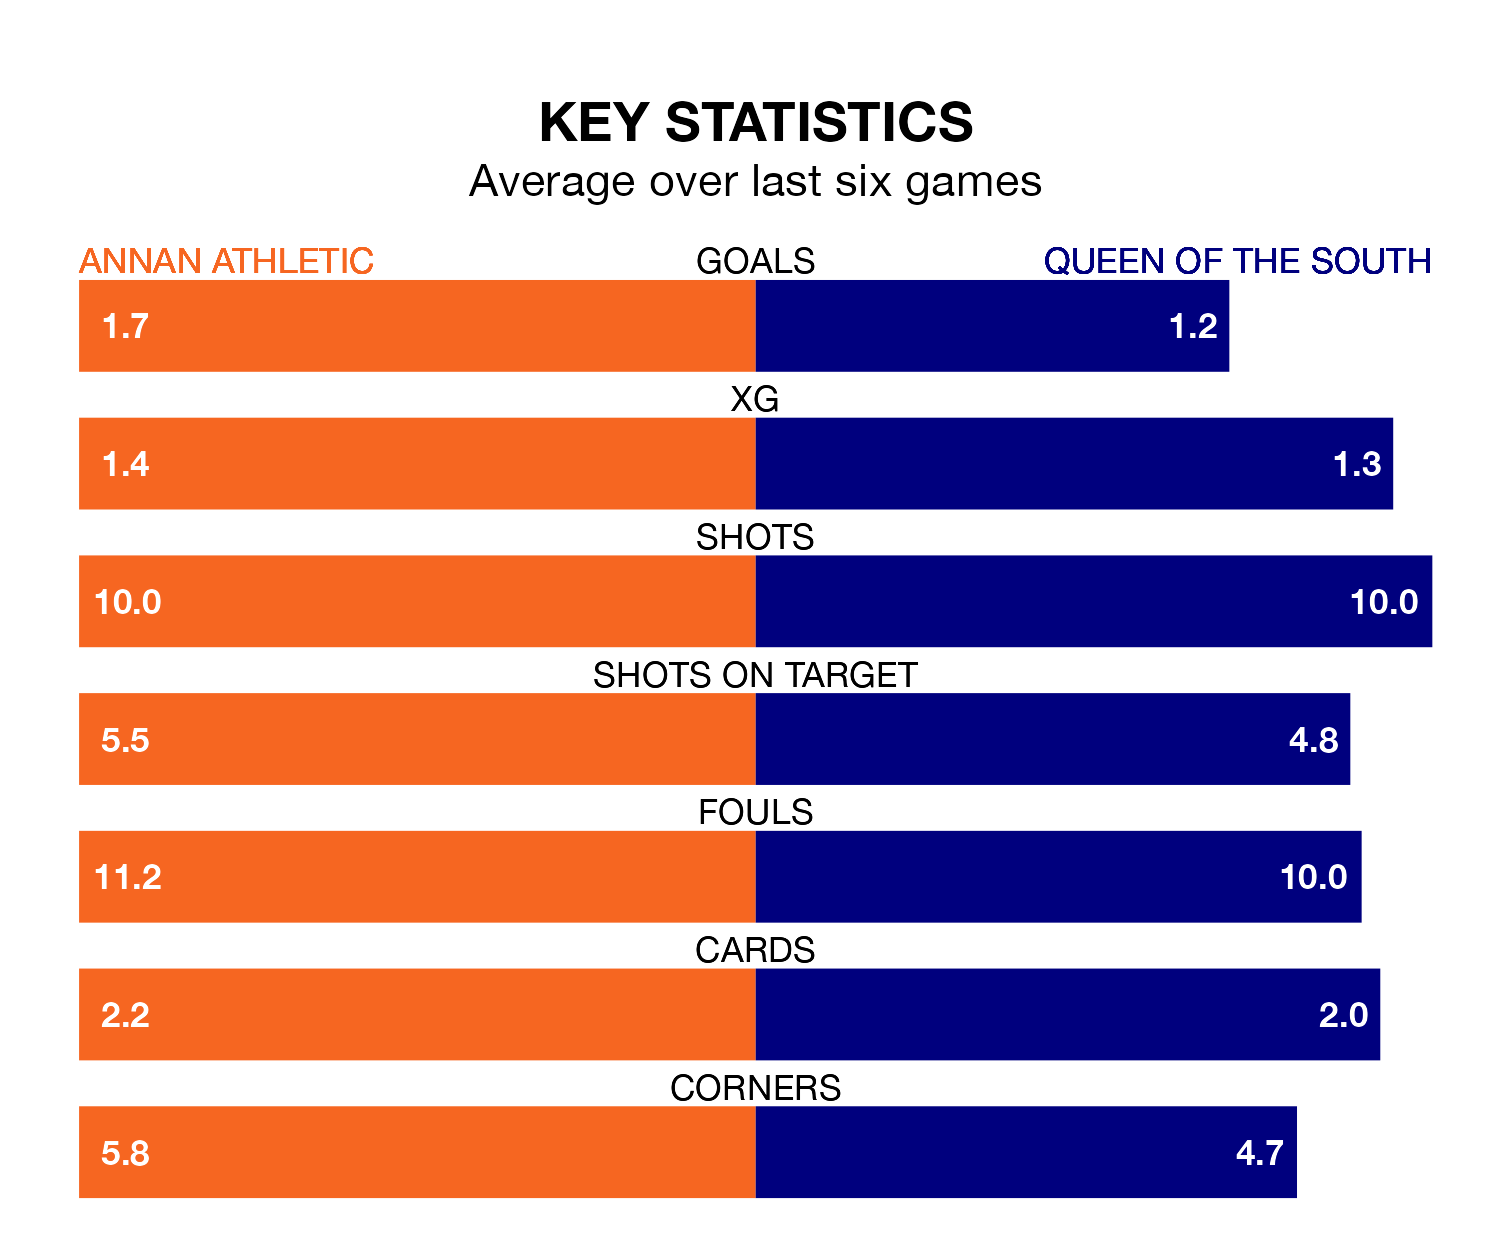 KEY STATISTICS
Average over last six games
ANNAN ATHLETIC GOALS QUEEN OF THE SOUTH
1.7 1.2
XG
1.4 1.3
SHOTS
10.0 10.0
SHOTS ON TARGET
5.5 4.8
FOULS
11.2 10.0
CARDS
2.2 2.0
CORNERS
5.8 4.7